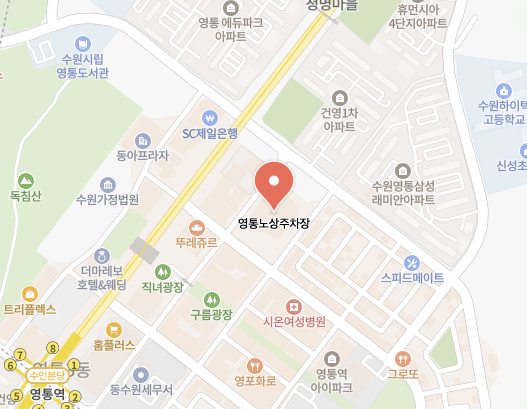 영통 에듀파크
아파트
청명마을
휴먼시아
4단지아파트
수원시립
영통도서관
건영1차
아파트
수원하이텍
고등학교
SC제일은행
동아프라자
신성초
수원영통삼성
래미안아파트
독침산
수원가정법원
영통노상주차장
뚜레쥬르
더마레보
호텔&웨딩
스피드메이트
직녀광장
트리플렉스
구름광장
시온여성병원
홈플러스
8
7
6
1
수인분당
영통역
5
2
3
동수원세무서
영포화로
영통역
아이파크
그로또